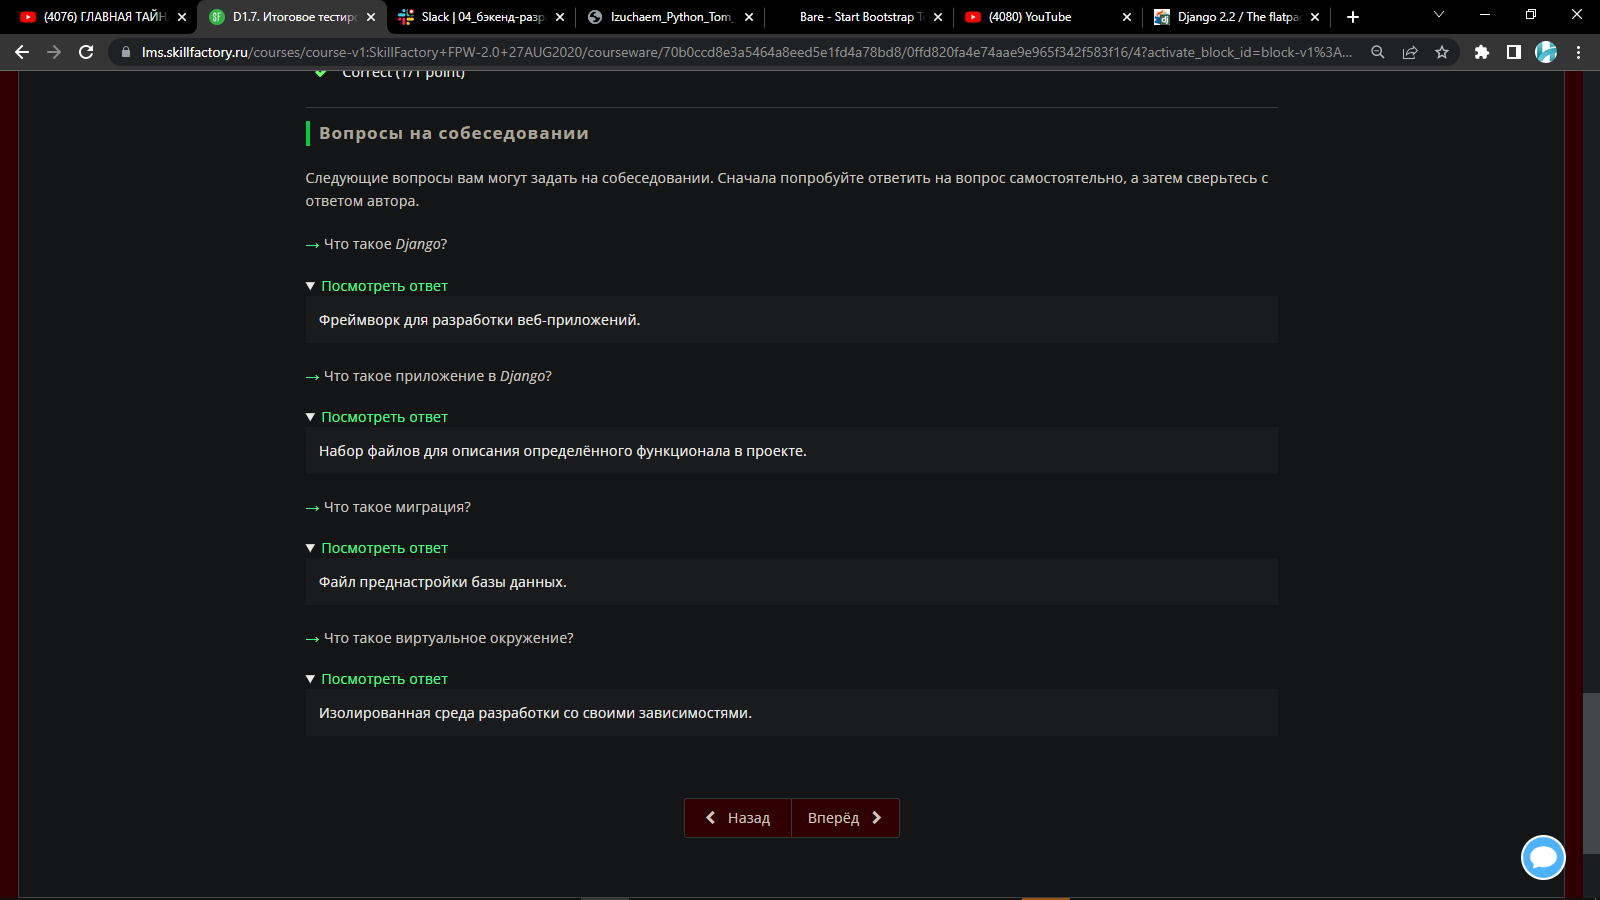 (4076) ГЛАВНАЯ ТАЙН
D1.7. Итоговое тестиро
Slack | 04_бэкенд-разр
Izuchaem_Python_Tom_
Bare - Start Bootstrap T
(4080) YouTube
Django 2.2 / The flatpa
lms.skillfactory.ru/courses/course-v1:SkillFactory+FPW-2.0+27AUG2020/courseware/70b0ccd8e3a5464a8eed5e1fd4a78bd8/0ffd820fa4e74aae9e965f342f583f16/4?activate_block_id=block-v1%3A...
Correct (1/1 point)
Вопросы на собеседовании
Следующие вопросы вам могут задать на собеседовании. Сначала попробуйте ответить на вопрос самостоятельно, а затем сверьтесь с
ответом автора.
→ Что такое Django?
▼ Посмотреть ответ
Фреймворк для разработки веб-приложений.
→ Что такое приложение в Django?
▼ Посмотреть ответ
Набор файлов для описания определённого функционала в проекте.
→ Что такое миграция?
▼ Посмотреть ответ
Файл преднастройки базы данных.
→ Что такое виртуальное окружение?
▼ Посмотреть ответ
Изолированная среда разработки со своими зависимостями.
Назад
Вперёд